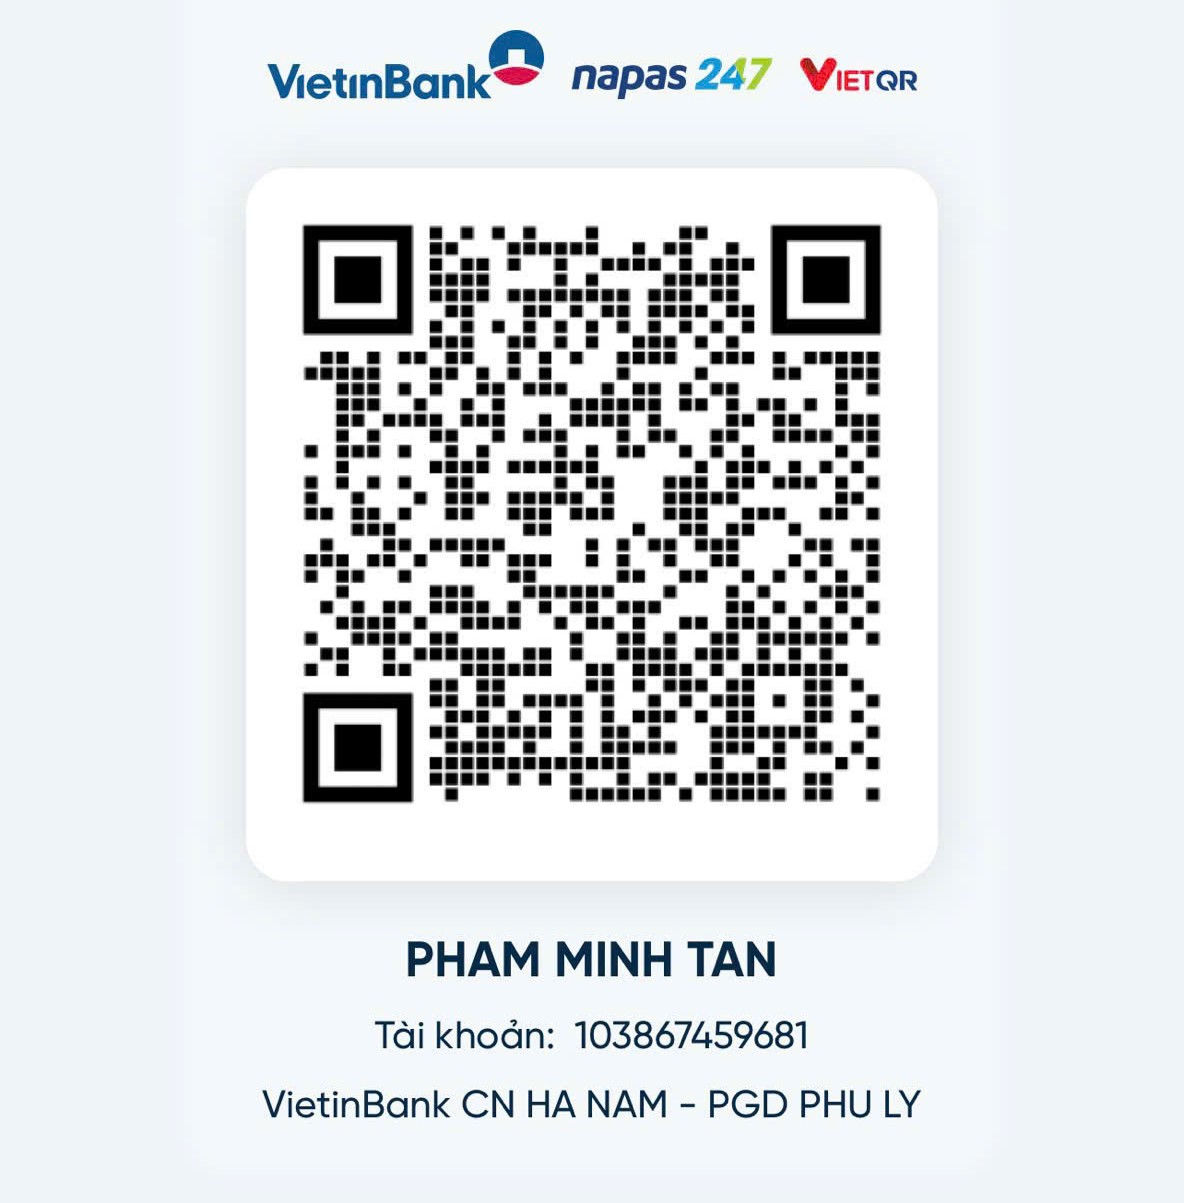 VietinBank napas 247 VIETQR
PHAM MINH TAN
Tài khoản: 103867459681
VietinBank CN HA NAM - PGD PHU LY